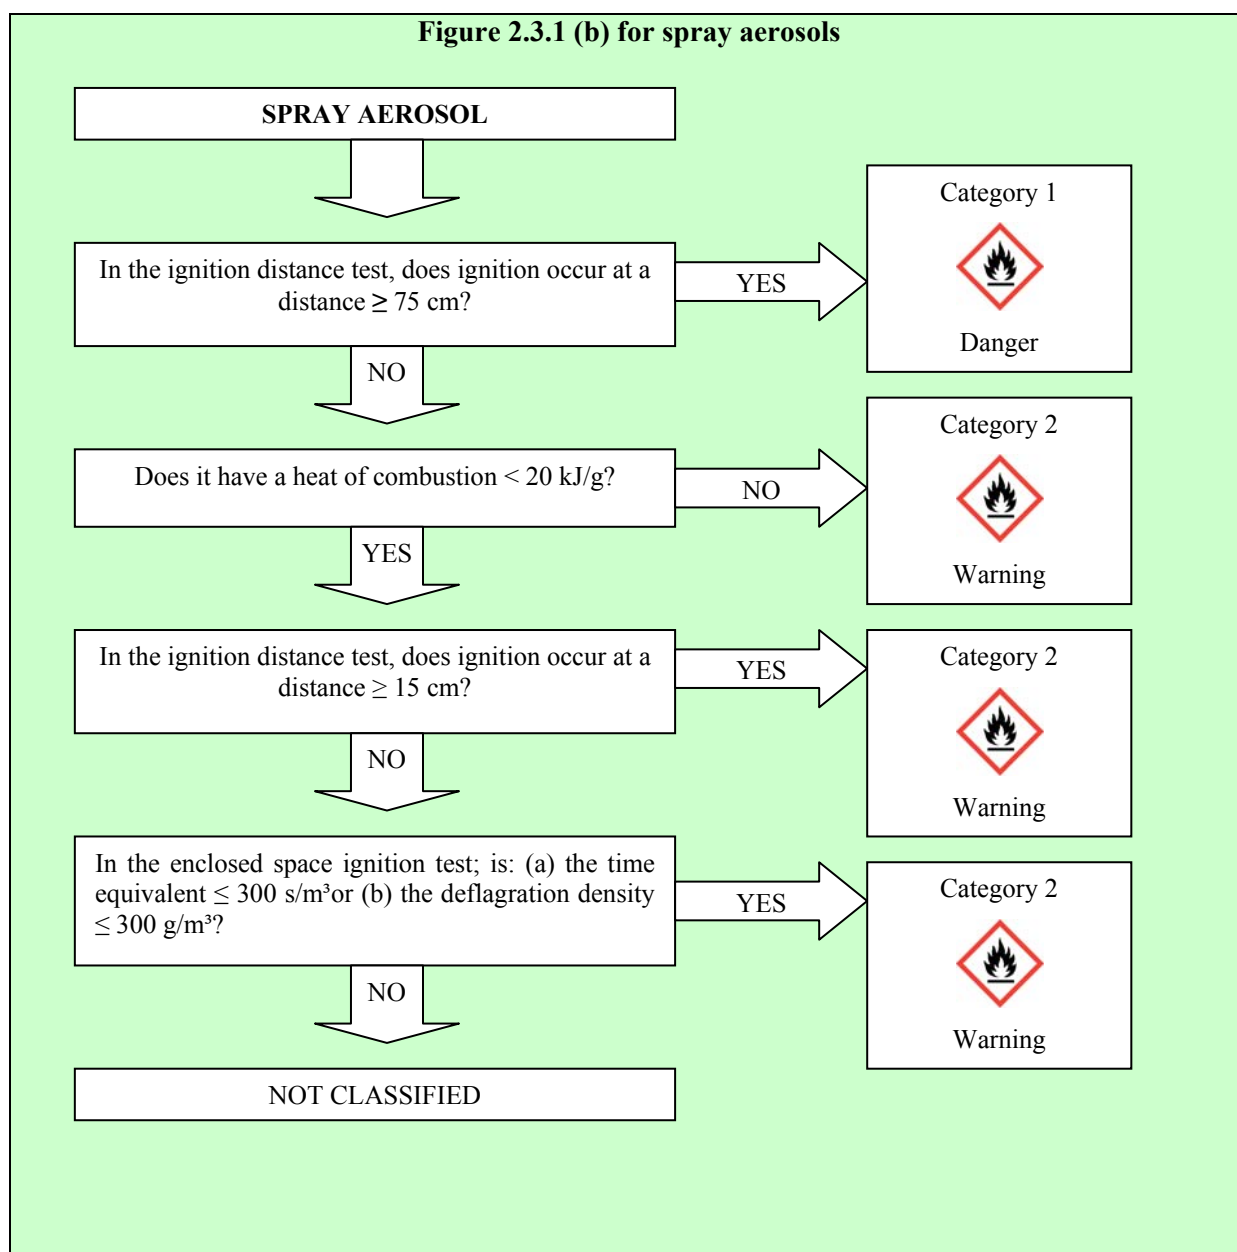 Figure 2.3.1 (b) for spray aerosols
SPRAY AEROSOL
In the ignition distance test, does ignition occur at a
distance ≥ 75 cm?
YES
Category 1
Danger
NO
Does it have a heat of combustion < 20 kJ/g?
NO
Category 2
Warning
YES
In the ignition distance test, does ignition occur at a
distance ≥ 15 cm?
YES
Category 2
Warning
NO
In the enclosed space ignition test; is: (a) the time
equivalent ≤ 300 s/m³or (b) the deflagration density
≤ 300 g/m³?
YES
Category 2
Warning
NO
NOT CLASSIFIED